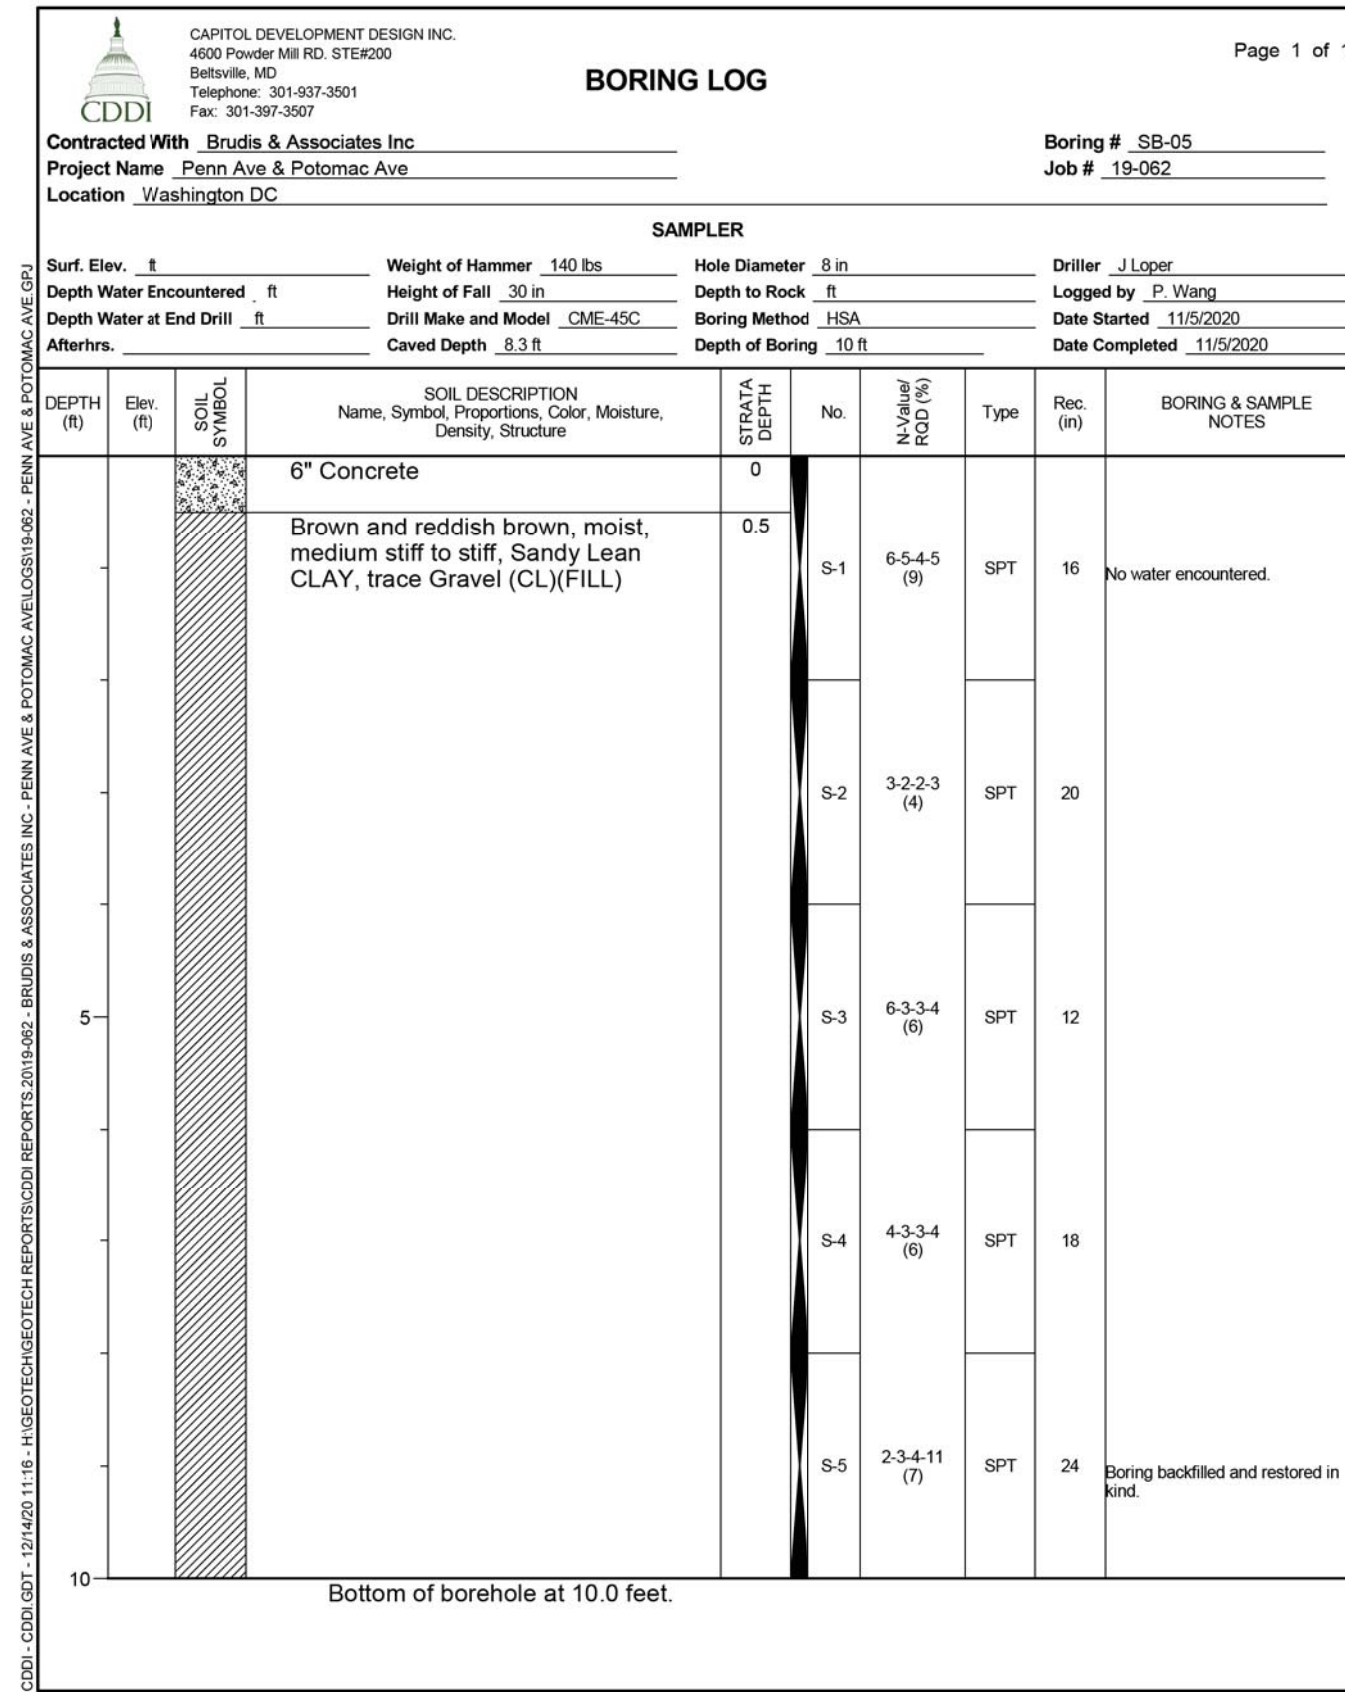 CAPITOL DEVELOPMENT DESIGN INC.
4600 Powder Mill RD. STE#200
Beltsville, MD
Telephone: 301-937-3501
Fax: 301-397-3507
CDDI
BORING LOG
Page 1 of 1
Contracted With Brudis & Associates Inc
Boring # SB-05
Project Name Penn Ave & Potomac Ave
Job # 19-062
Location Washington DC
SAMPLER
Surf. Elev. ft Weight of Hammer 140 lbs Hole Diameter 8 in Driller J Loper
Depth Water Encountered ft Height of Fall 30 in Depth to Rock ft Logged by P. Wang
Depth Water at End Drill ft Drill Make and Model CME-45C Boring Method HSA Date Started 11/5/2020
Afterhrs. Caved Depth 8.3 ft Depth of Boring 10 ft Date Completed 11/5/2020
DEPTH
(ft)
Elev.
(ft)
SOIL
SYMBOL
SOIL DESCRIPTION
Name, Symbol, Proportions, Color, Moisture,
Density, Structure
STRATA
DEPTH
No.
N-Value/
RQD (%)
Type
Rec.
(in)
BORING & SAMPLE
NOTES
6" Concrete 0
Brown and reddish brown, moist, 0.5
medium stiff to stiff, Sandy Lean
CLAY, trace Gravel (CL)(FILL)
S-1
6-5-4-5
(9)
SPT
16
No water encountered.
S-2
3-2-2-3
(4)
SPT
20
5
S-3
6-3-3-4
(6)
SPT
12
S-4
4-3-3-4
(6)
SPT
18
S-5
2-3-4-11
(7)
SPT
24
Boring backfilled and restored in
kind.
10
Bottom of borehole at 10.0 feet.
CDDI - CDDI.GDT - 12/14/20 11:16 - H:\GEOTECH\GEOTECH REPORTS\CDDI REPORTS.20\19-062 - BRUDIS & ASSOCIATES INC - PENN AVE & POTOMAC AVE\LOGS\19-062 - PENN AVE & POTOMAC AVE.GPJ